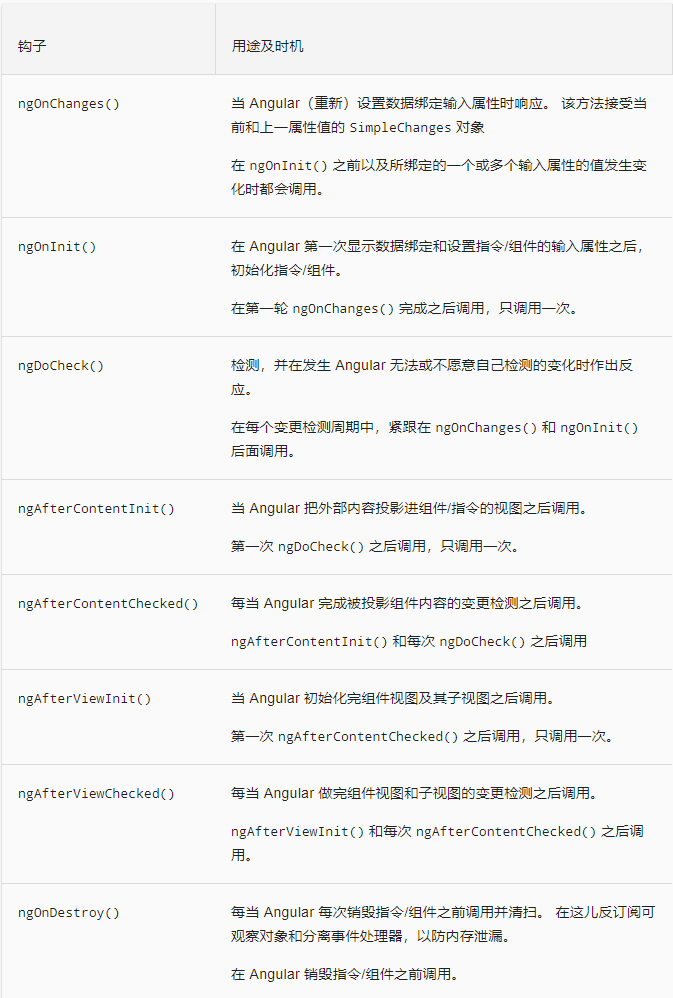 钩子
用途及时机
ngOnChanges()
当 Angular（重新）设置数据绑定输入属性时响应。 该方法接受当
前和上一属性值的 SimpleChanges 对象
在 ngOnInit() 之前以及所绑定的一个或多个输入属性的值发生变
化时都会调用。
ngOnInit()
在 Angular 第一次显示数据绑定和设置指令/组件的输入属性之后，
初始化指令/组件。
在第一轮 ngOnChanges() 完成之后调用，只调用一次。
ngDoCheck()
检测，并在发生 Angular 无法或不愿意自己检测的变化时作出反
应。
在每个变更检测周期中，紧跟在 ngOnChanges() 和 ngOnInit()
后面调用。
ngAfterContentInit()
当 Angular 把外部内容投影进组件/指令的视图之后调用。
第一次 ngDoCheck() 之后调用，只调用一次。
ngAfterContentChecked()
每当 Angular 完成被投影组件内容的变更检测之后调用。
ngAfterContentInit() 和每次 ngDoCheck() 之后调用
ngAfterViewInit()
当 Angular 初始化完组件视图及其子视图之后调用。
第一次 ngAfterContentChecked() 之后调用，只调用一次。
ngAfterViewChecked()
每当 Angular 做完组件视图和子视图的变更检测之后调用。
ngAfterViewInit() 和每次 ngAfterContentChecked() 之后调
用。
ngOnDestroy()
每当 Angular 每次销毁指令/组件之前调用并清扫。 在这儿反订阅可
观察对象和分离事件处理器，以防内存泄漏。
在 Angular 销毁指令/组件之前调用。